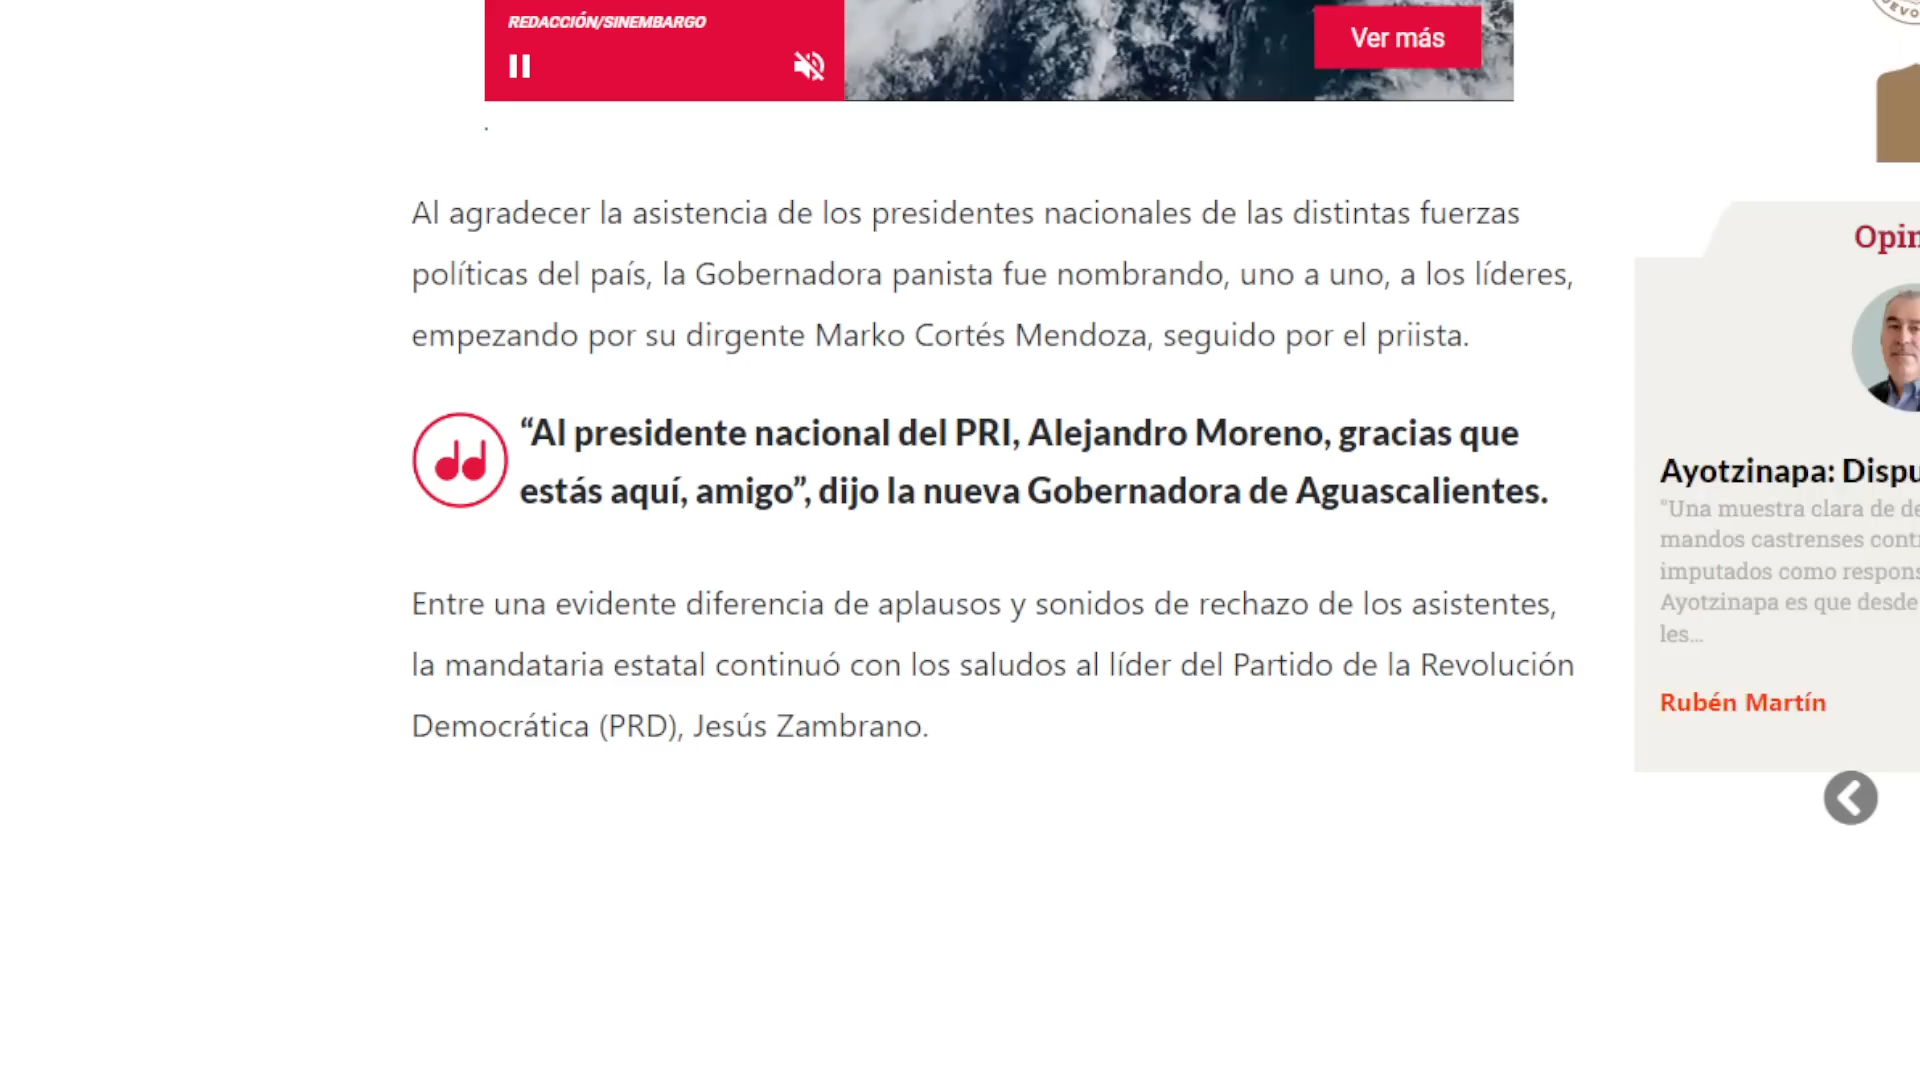 REDACCIÓN/SINEMBARGO
Ver más
.
Al agradecer la asistencia de los presidentes nacionales de las distintas fuerzas
políticas del país, la Gobernadora panista fue nombrando, uno a uno, a los líderes,
empezando por su dirgente Marko Cortés Mendoza, seguido por el priista.
“Al presidente nacional del PRI, Alejandro Moreno, gracias que
estás aquí, amigo”, dijo la nueva Gobernadora de Aguascalientes.
Entre una evidente diferencia de aplausos y sonidos de rechazo de los asistentes,
la mandataria estatal continuó con los saludos al líder del Partido de la Revolución
Democrática (PRD), Jesús Zambrano.
Opin
Ayotzinapa: Dispu
"Una muestra clara de de
mandos castrenses contr
imputados como respons
Ayotzinapa es que desde
les...
Rubén Martín